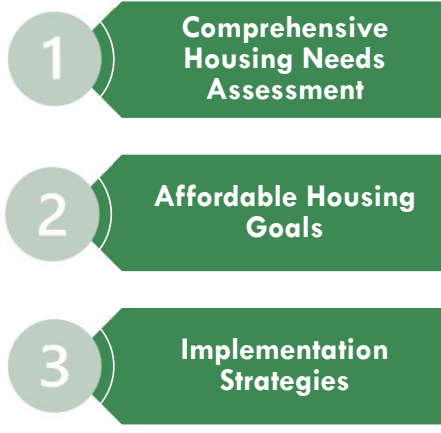 1
Comprehensive
Housing Needs
Assessment
2
Affordable Housing
Goals
3
Implementation
Strategies